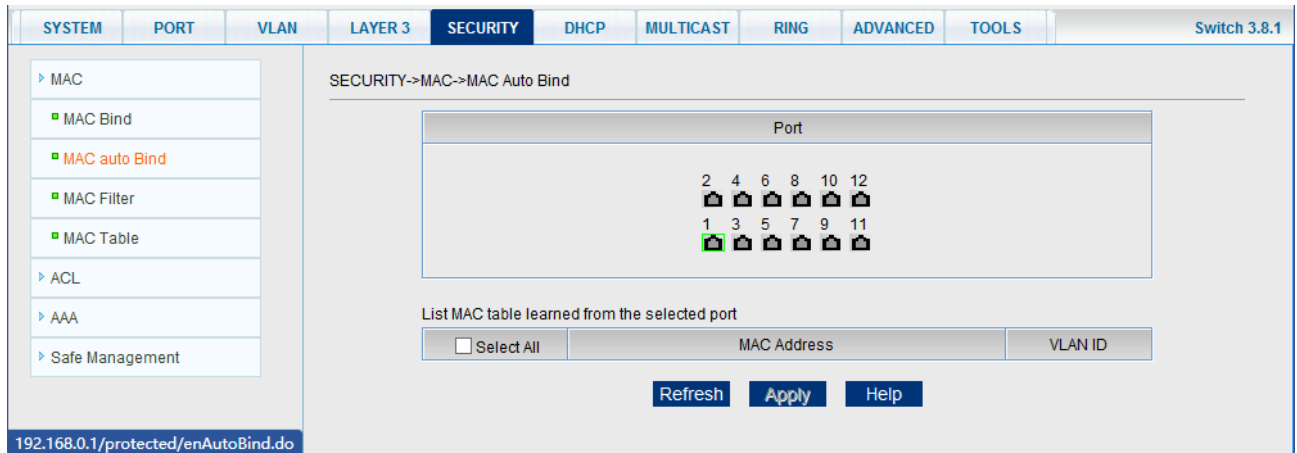 SYSTEM PORT VLAN LAYER 3 SECURITY DHCP MULTICAST RING ADVANCED TOOLS Switch 3.8.1
MAC
MAC Bind
MAC auto Bind
MAC Filter
MAC Table
ACL
AAA
Safe Management
192.168.0.1/protected/enAutoBind.do
SECURITY->MAC->MAC Auto Bind
Port
2 4 6 8 10 12
1 3 5 7 9 11
List MAC table learned from the selected port
Select All MAC Address VLAN ID
Refresh Apply Help